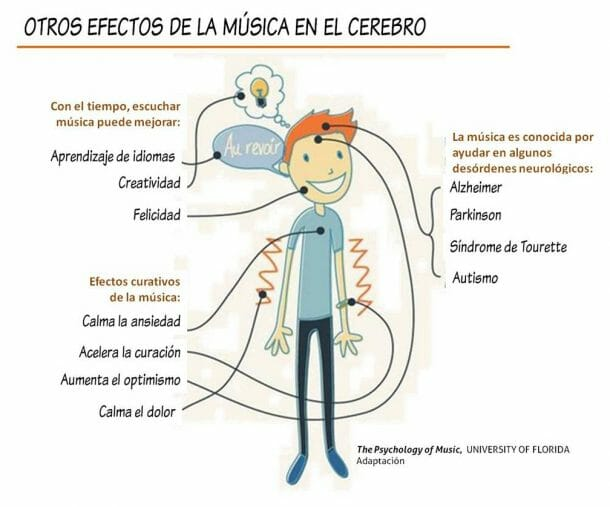 OTROS EFECTOS DE LA MÚSICA EN EL CEREBRO
Con el tiempo, escuchar
música puede mejorar:
Aprendizaje de idiomas
Creatividad
Felicidad
Au revoir
La música es conocida por
ayudar en algunos
desórdenes neurológicos:
Alzheimer
Parkinson
Síndrome de Tourette
Autismo
Efectos curativos
de la música:
Calma la ansiedad
Acelera la curación
Aumenta el optimismo
Calma el dolor
The Psychology of Music, UNIVERSITY OF FLORIDA
Adaptación